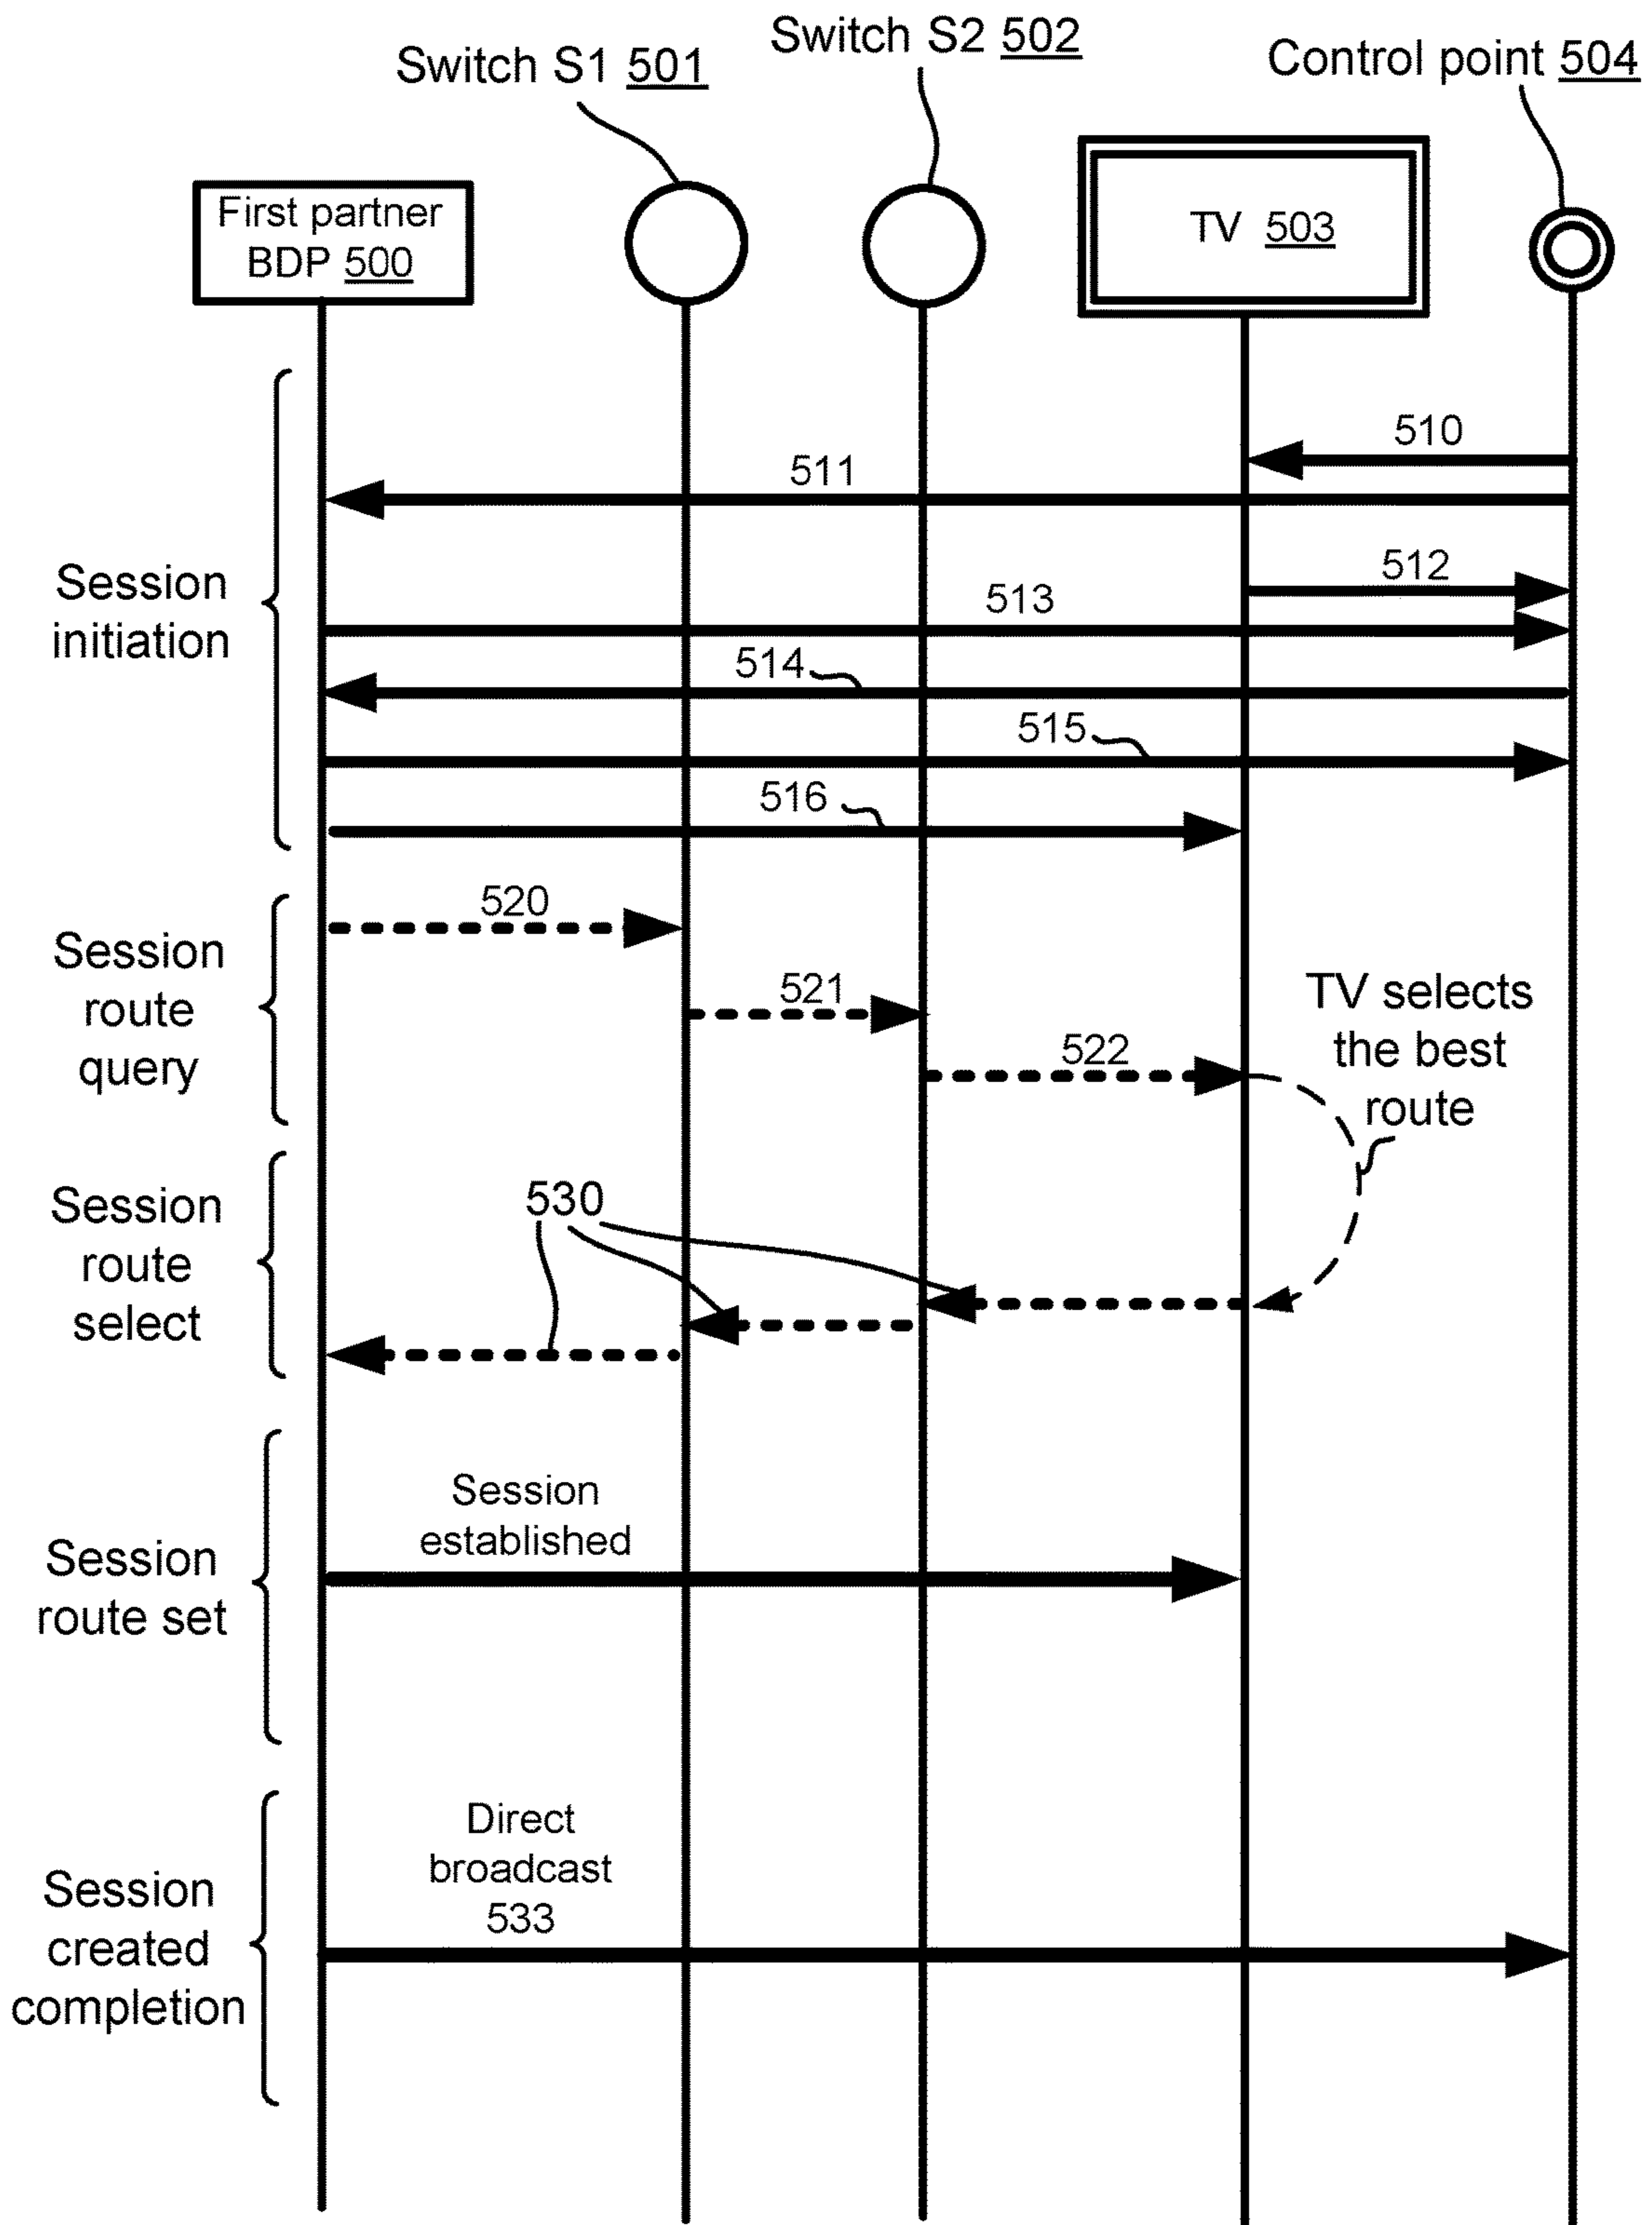 Switch S1 501
Switch S2 502
Control point 504
First partner
BDP 500
TV 503
510
511
512
513
514
515
516
Session
initiation
520
521
522
Session
route
query
TV selects
the best
route
530
Session
route
select
Session
established
Session
route set
Direct
broadcast
533
Session
created
completion